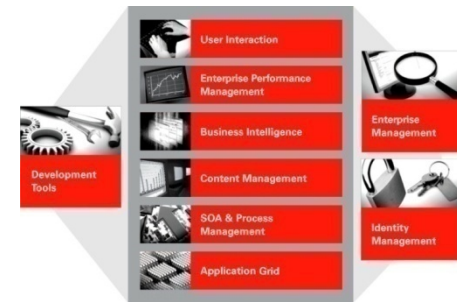 Development
Tools
User Interaction
Enterprise Performance
Management
Business Intelligence
Content Management
SOA & Process
Management
Application Grid
Enterprise
Management
Identity
Management